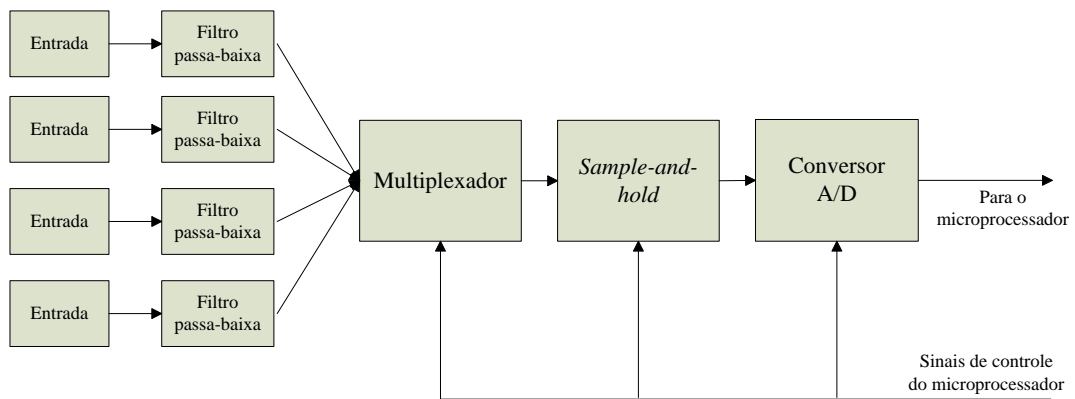 Entrada
Filtro
passa-baixa
Entrada
Filtro
passa-baixa
Entrada
Filtro
passa-baixa
Entrada
Filtro
passa-baixa
Multiplexador
Sample-and-
hold
Conversor
A/D
Para o
microprocessador
Sinais de controle
do microprocessador